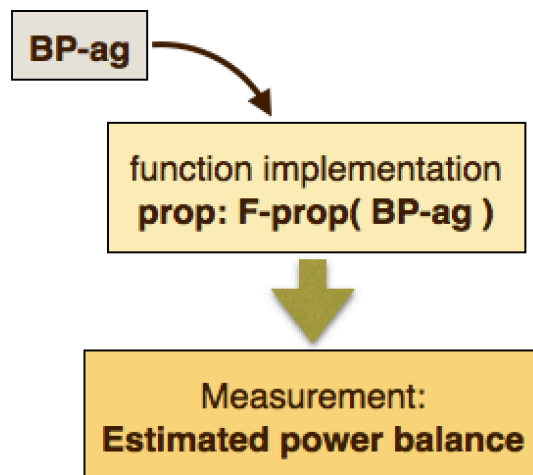 BP-ag
function implementation
prop: F-prop( BP-ag )
Measurement:
Estimated power balance